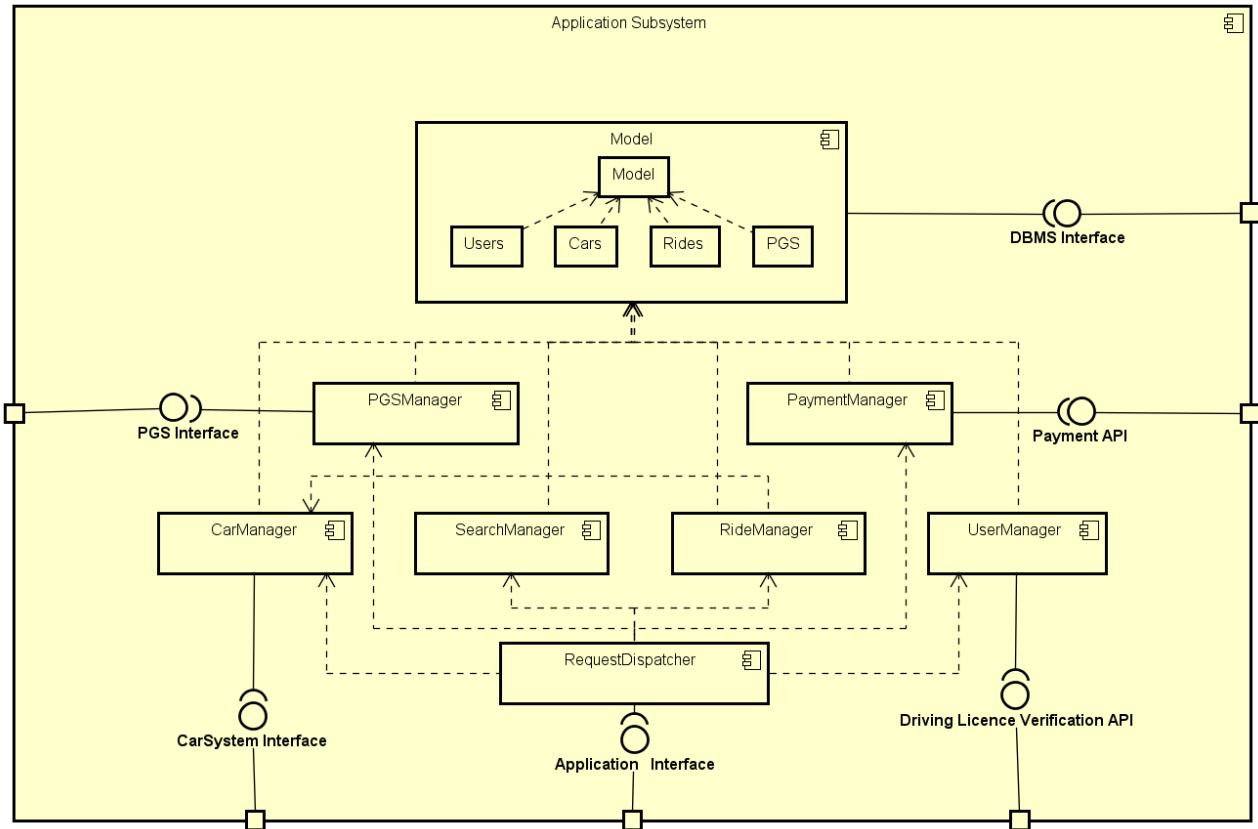 Application Subsystem
Model
Model
Users
Cars
Rides
PGS
DBMS Interface
PGSManager
PaymentManager
PGS Interface
Payment API
CarManager
SearchManager
RideManager
UserManager
RequestDispatcher
Driving Licence Verification API
CarSystem Interface
Application Interface